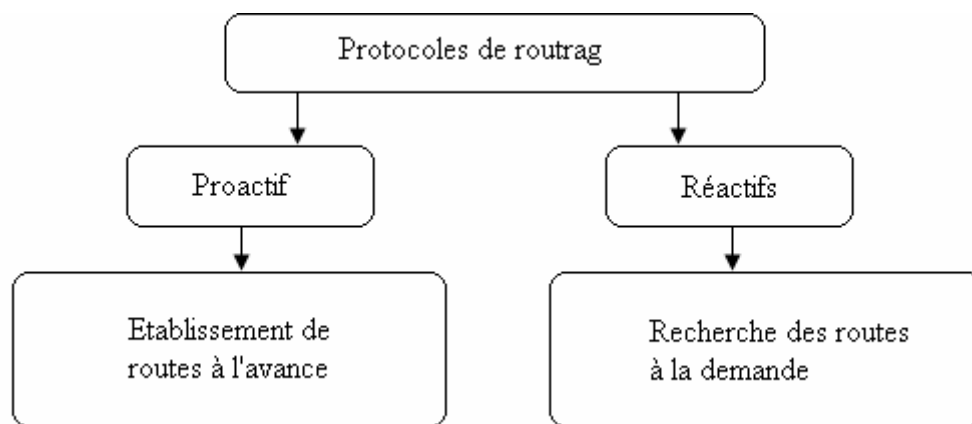 Protocoles de routrag
Proactif
Réactifs
Etablissement de
routes à l'avance
Recherche des routes
à la demande